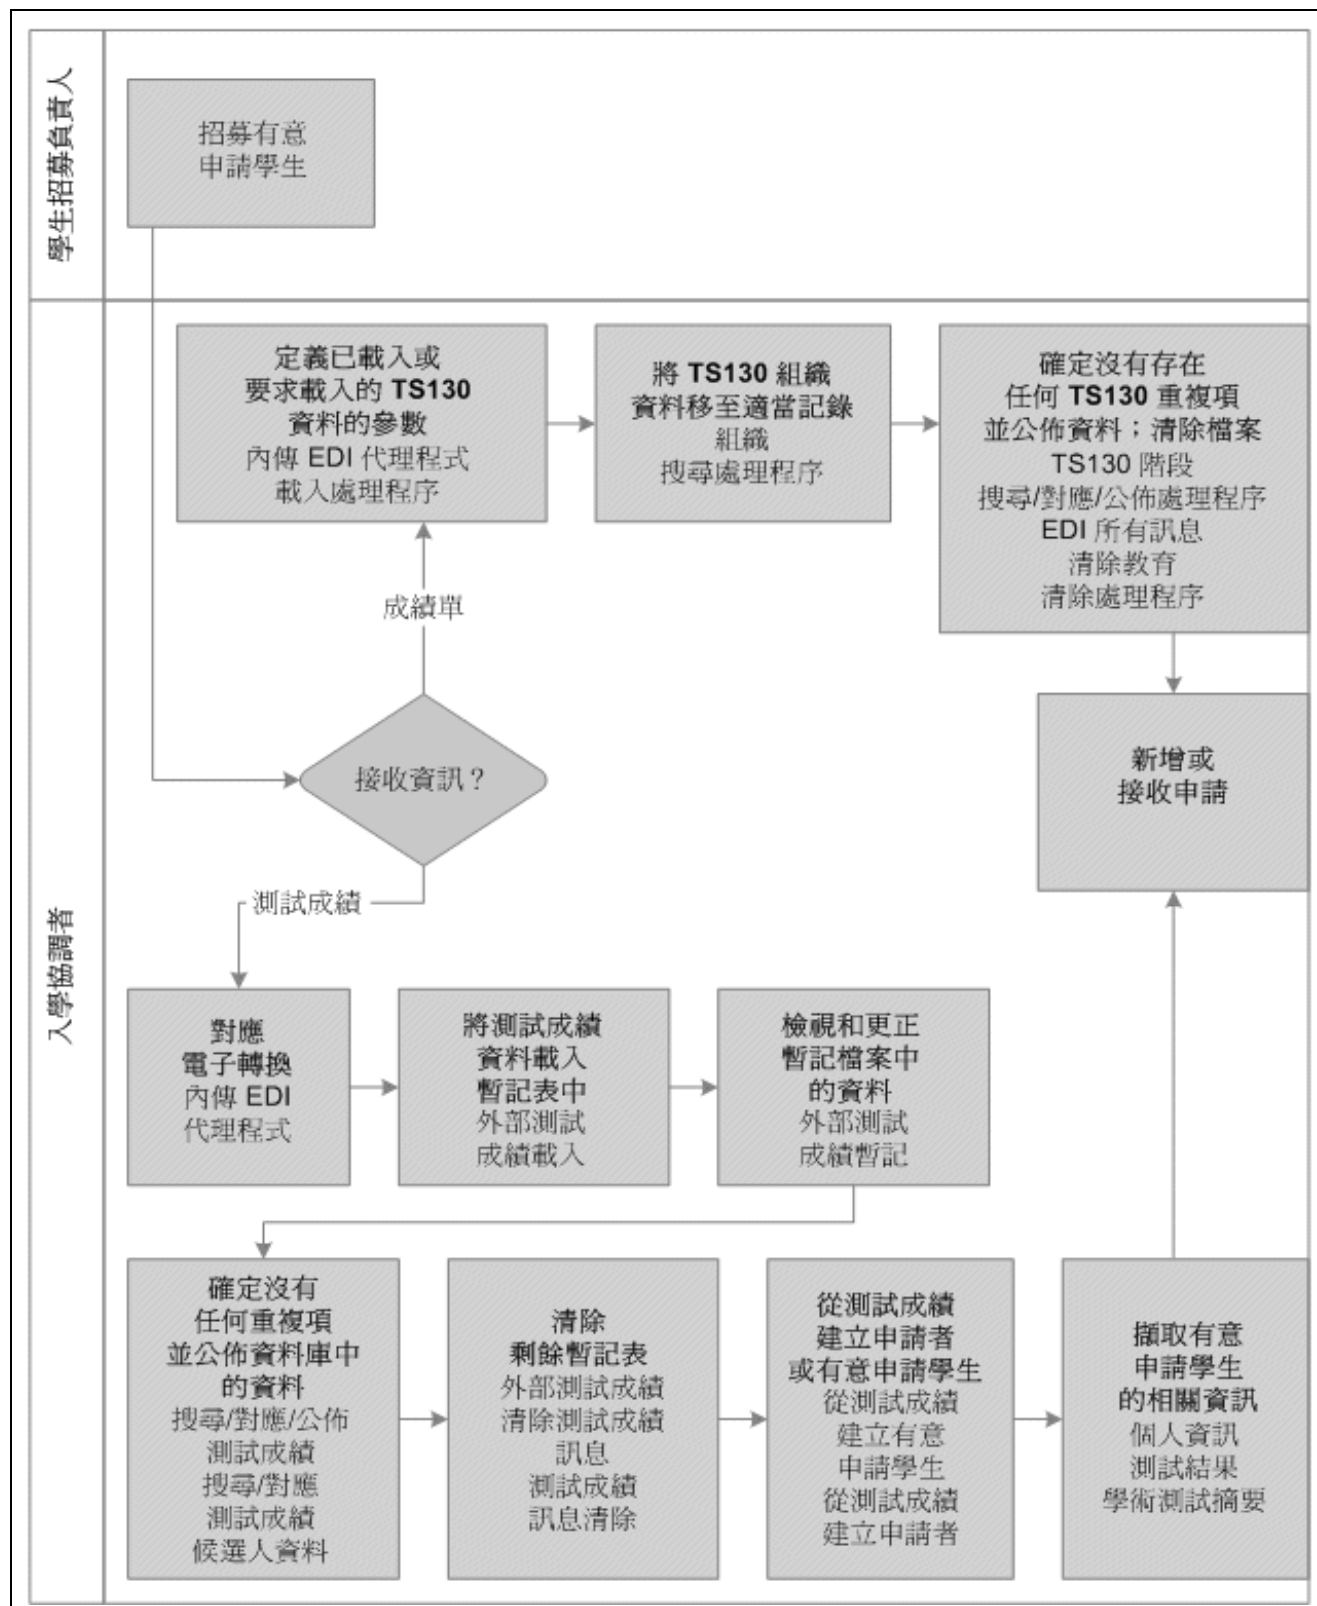 學生招募負責人
招募有意
申請學生
入學協調者
定義已載入或
要求載入的 TS130
資料的參數
內傳 EDI 代理程式
載入處理程序
將 TS130 組織
資料移至適當記錄
組織
搜尋處理程序
確定沒有存在
任何 TS130 重複項
並公佈資料；清除檔案
TS130 階段
搜尋/對應/公佈處理程序
EDI 所有訊息
清除教育
清除處理程序
成績單
接收資訊？
新增或
接收申請
測試成績
對應
電子轉換
內傳 EDI
代理程式
將測試成績
資料載入
暫記表中
外部測試
成績載入
檢視和更正
暫記檔案中
的資料
外部測試
成績暫記
確定沒有
任何重複項
並公佈資料庫中
的資料
搜尋/對應/公佈
測試成績
搜尋/對應
測試成績
候選人資料
清除
剩餘暫記表
外部測試成績
清除測試成績
訊息
測試成績
訊息清除
從測試成績
建立申請者
或有意申請學生
從測試成績
建立有意
申請學生
從測試成績
建立申請者
擷取有意
申請學生
的相關資訊
個人資訊
測試結果
學術測試摘要